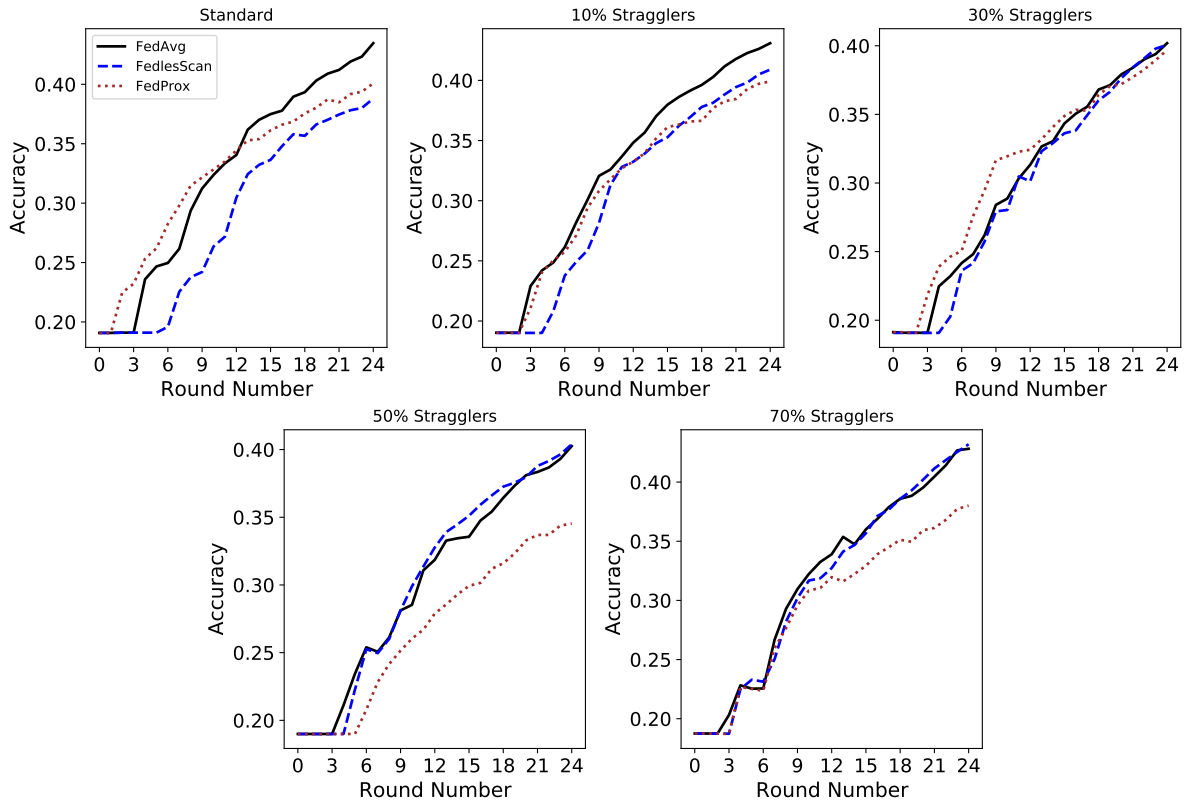 Standard
10% Stragglers
30% Stragglers
FedAvg
FedlesScan
FedProx
0.40
0.35
0.30
0.25
0.20
Accuracy
0 3 6 9 12 15 18 21 24
Round Number
0.40
0.35
0.30
0.25
0.20
Accuracy
0 3 6 9 12 15 18 21 24
Round Number
0.40
0.35
0.30
0.25
0.20
Accuracy
0 3 6 9 12 15 18 21 24
Round Number
50% Stragglers
70% Stragglers
0.40
0.35
0.30
0.25
0.20
Accuracy
0 3 6 9 12 15 18 21 24
Round Number
0.40
0.35
0.30
0.25
0.20
Accuracy
0 3 6 9 12 15 18 21 24
Round Number